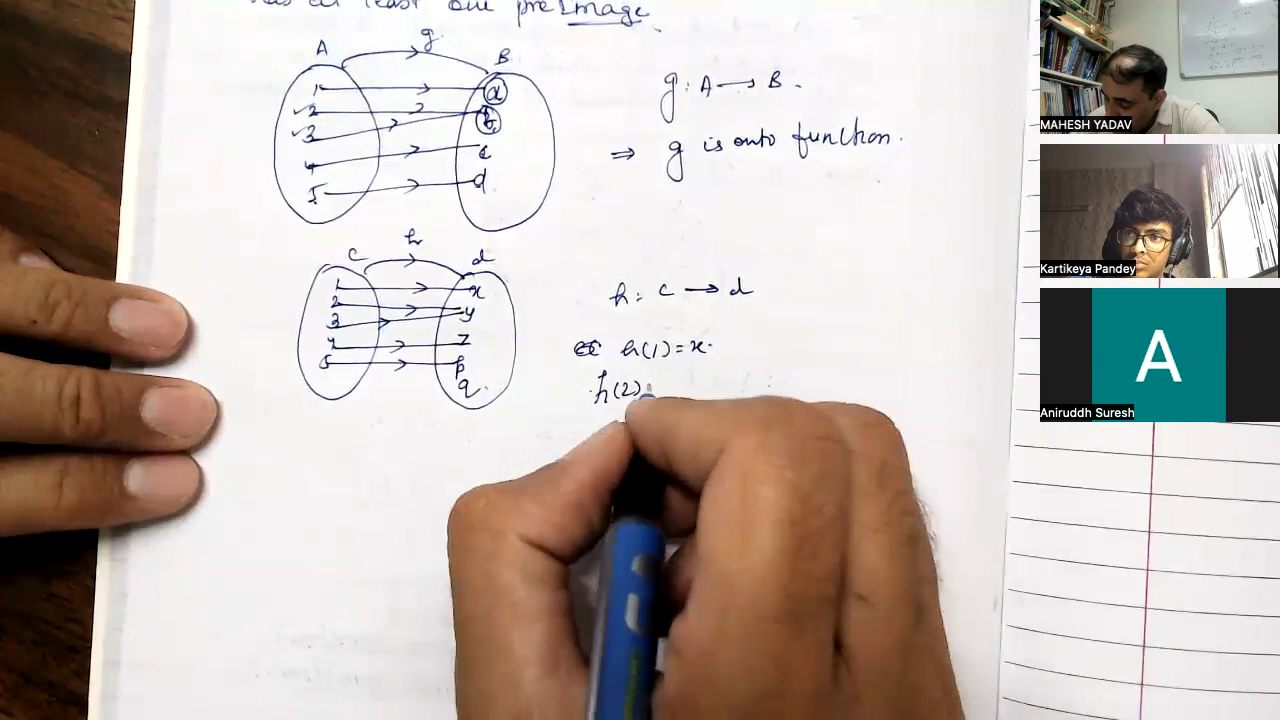 has at least one preimage.
A g B
1 a
2 b
3 c
4 d
5
g: A → B.
⇒ g is onto function.
C h d
1 x
2 y
3 z
4 p
5 q.
h: C → d
h(1) = x.
h(2)
MAHESH YADAV
Kartikeya Pandey
A
Aniruddh Suresh